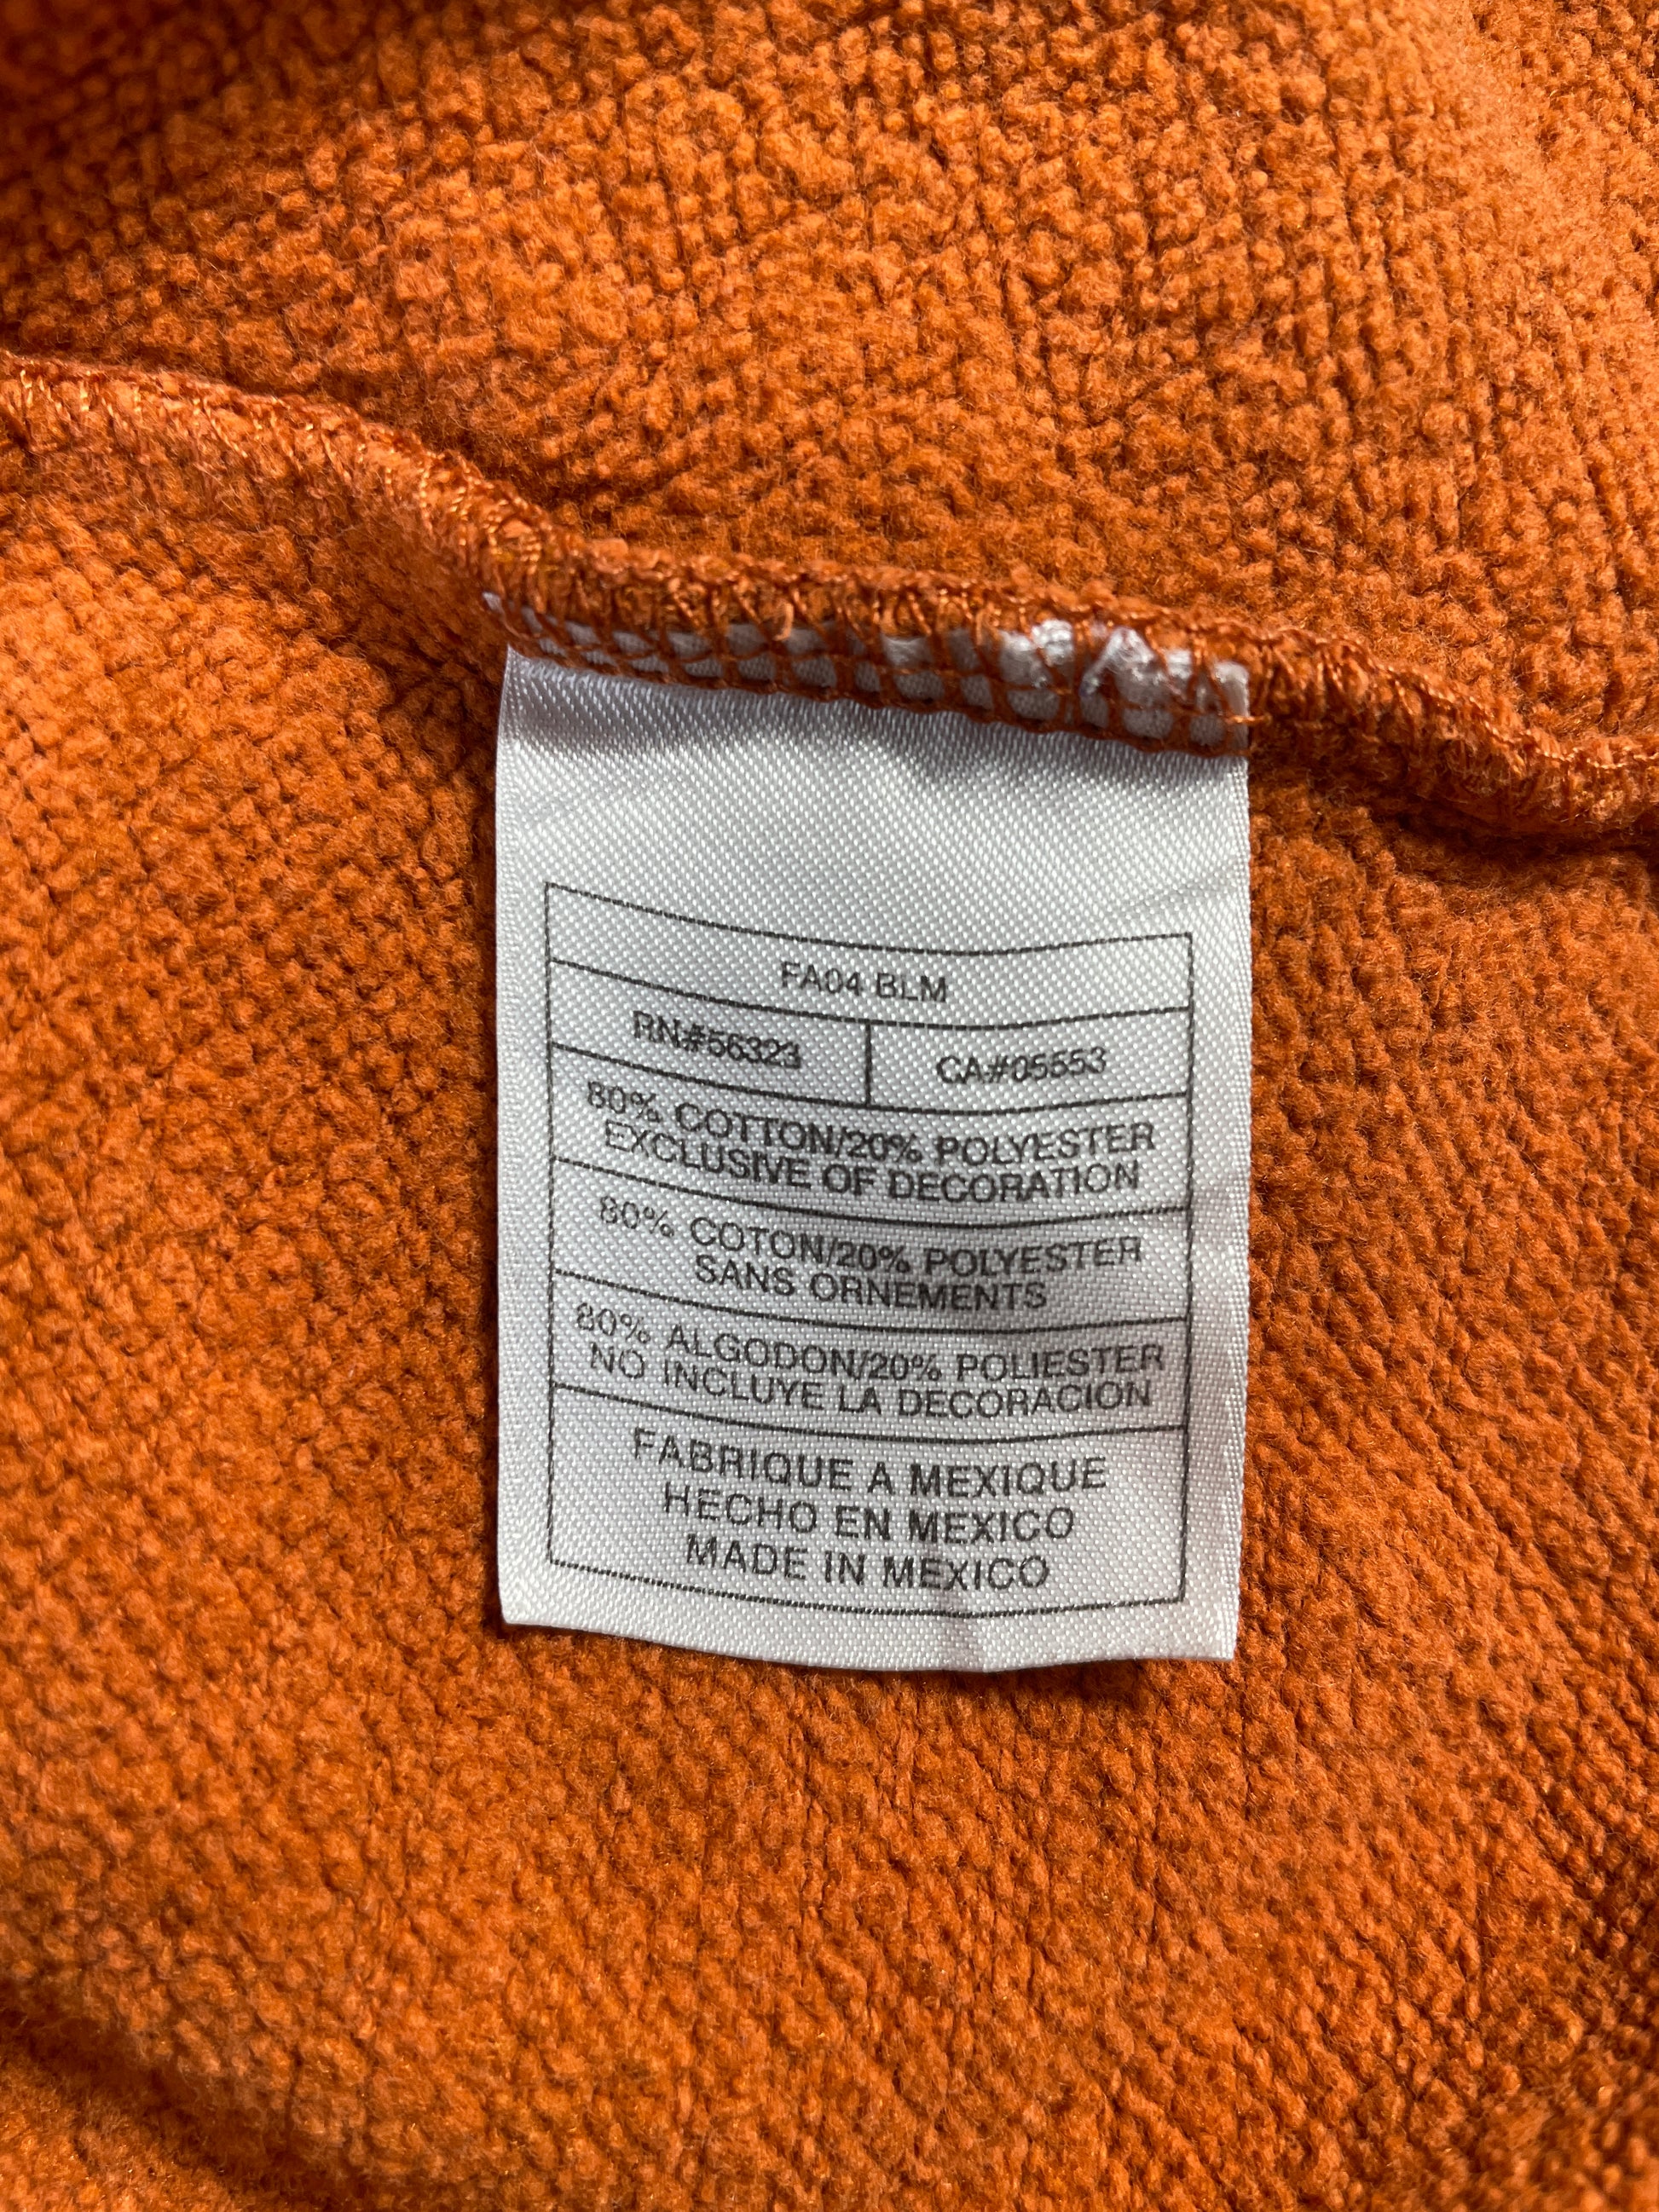 FA04 BLM
RN#56323
CA#05553
80% COTTON/20% POLYESTER
EXCLUSIVE OF DECORATION
80% COTON/20% POLYESTER
SANS ORNEMENTS
80% ALGODON/20% POLIESTER
NO INCLUYE LA DECORACION
FABRIQUE A MEXIQUE
HECHO EN MEXICO
MADE IN MEXICO